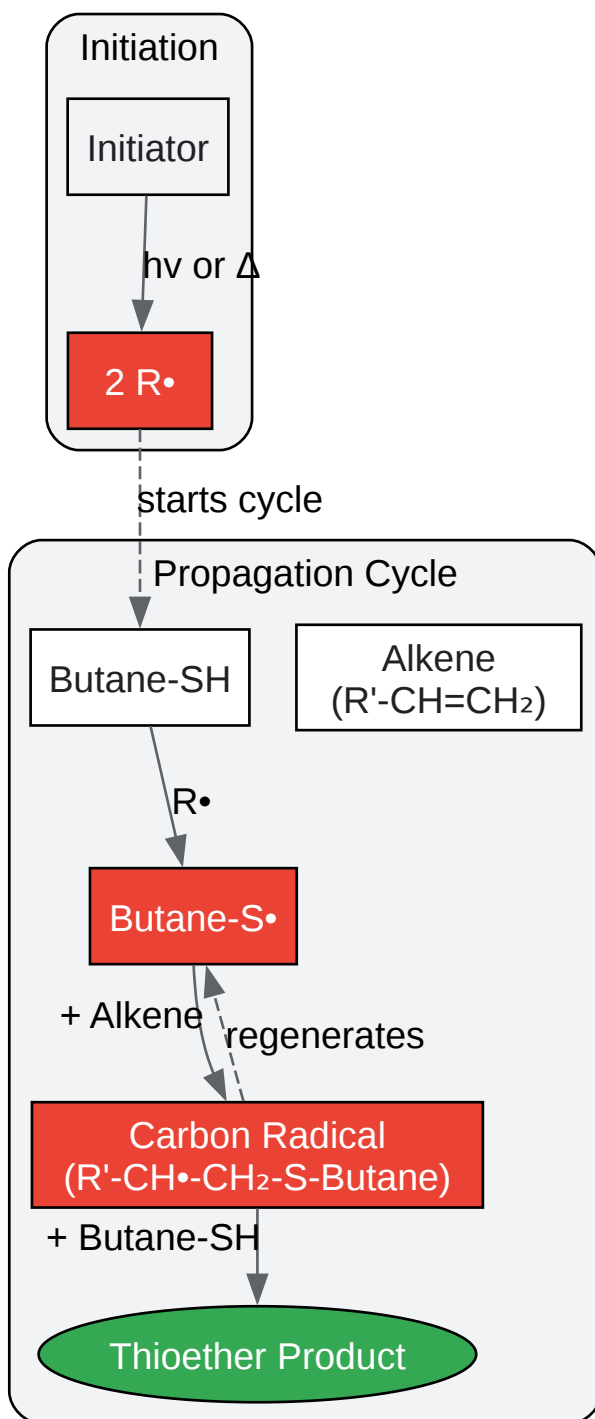 Initiation
Initiator
hv or Δ
2 R•
starts cycle
Propagation Cycle
Butane-SH
Alkene
(R'-CH=CH₂)
R•
Butane-S•
+ Alkene
regenerates
Carbon Radical
(R'-CH•-CH₂-S-Butane)
+ Butane-SH
Thioether Product